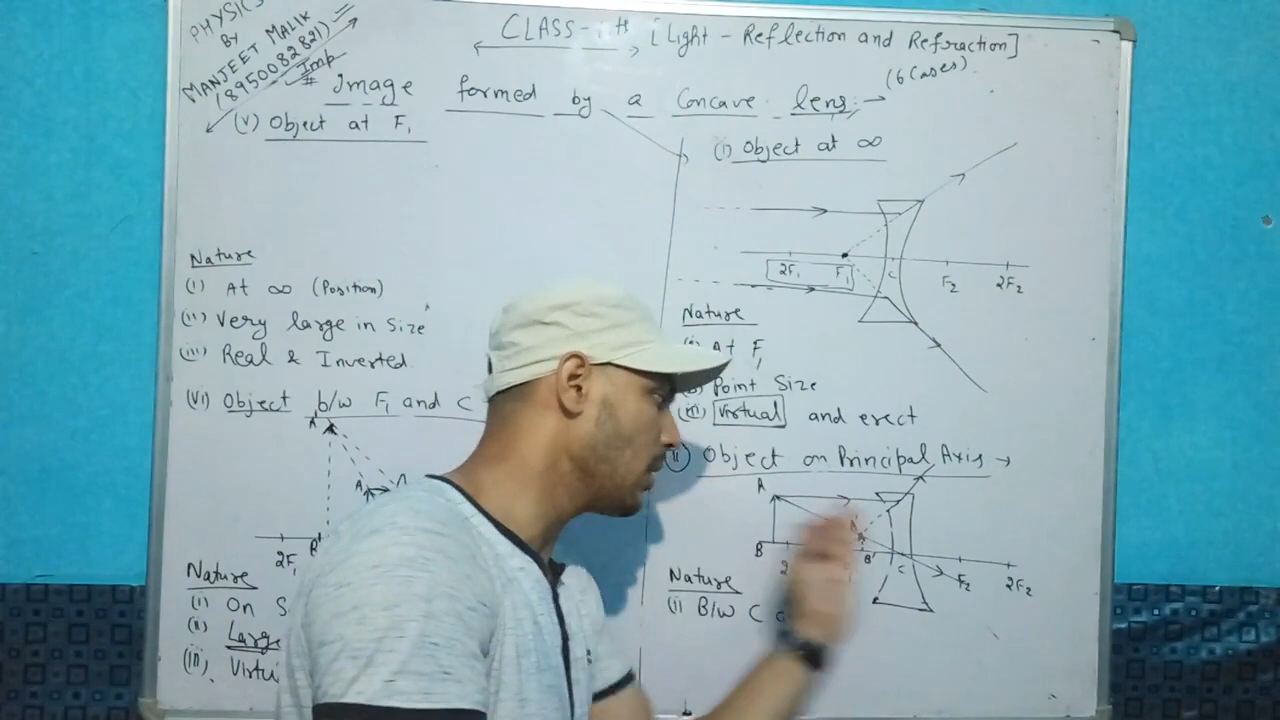 PHYSICS
BY
MANJEET MALIK
(8950082821)
Imp
CLASS- [Light - Reflection and Refraction]
# Image formed by a Concave lens :→ (6 Cases)
(V) Object at F₁
Nature
(i) At ∞ (Position)
(ii) Very large in Size
(iii) Real & Inverted.
(VI) Object b/w F₁ and C
A
A'
2F₁ B'
Nature
(i) On S
(ii) Larg
(iii). Virtu
(i) Object at ∞
2F₁ F₁ C F₂ 2F₂
Nature
(i) At F₁
(ii) Point Size
(iii) Virtual and erect
(ii) Object on Principal Axis →
A
A'
B 2 B' C F₂ 2F₂
Nature
(i) B/w C